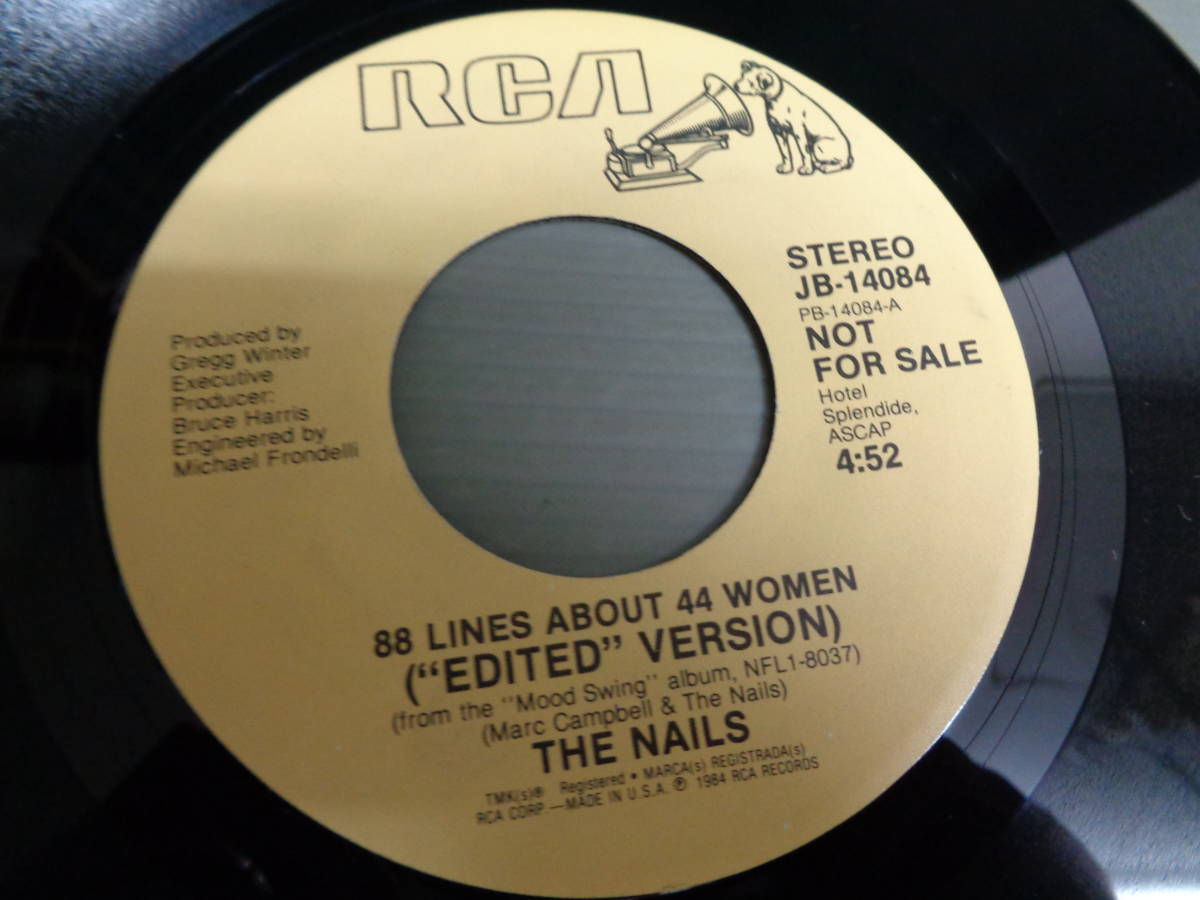 RCA
STEREO
JB-14084
PB-14084-A
NOT
FOR SALE
Hotel
Splendide,
ASCAP
4:52
Produced by
Gregg Winter
Executive
Producer:
Bruce Harris
Engineered by
Michael Frondelli
88 LINES ABOUT 44 WOMEN
("EDITED" VERSION)
(from the "Mood Swing" album, NFL1-8037)
(Marc Campbell & The Nails)
THE NAILS
TMK(s)® Registered • MARCA(s) REGISTRADA(s)
RCA CORP.—MADE IN U.S.A. ℗ 1984 RCA RECORDS